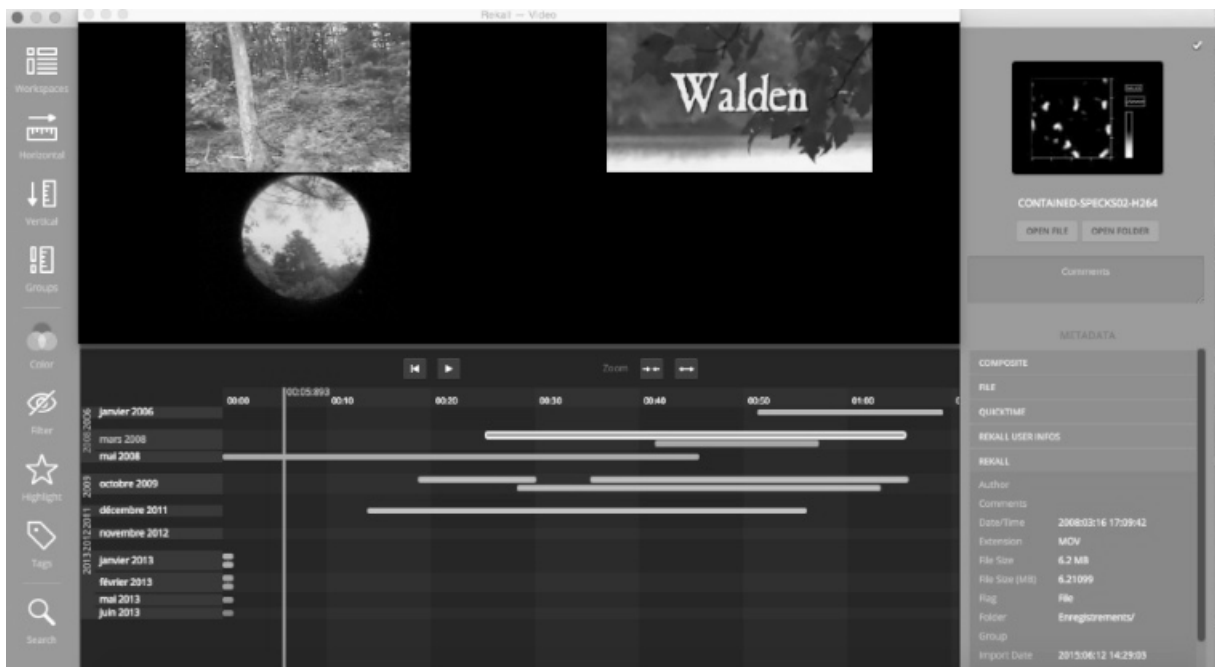 Rekall — Video
Workspaces
Horizontal
Vertical
Groups
Color
Filter
Highlight
Tags
Search
Walden
Zoom
00:05:893
00:00
00:10
00:20
00:30
00:40
00:50
01:00
2006
janvier 2006
2008
mars 2008
mai 2008
2009
octobre 2009
2011
décembre 2011
2012
novembre 2012
2013
janvier 2013
février 2013
mai 2013
juin 2013
CONTAINED-SPECKS02-H264
OPEN FILE OPEN FOLDER
Comments
METADATA
COMPOSITE
FILE
QUICKTIME
REKALL USER INFOS
REKALL
Author
Comments
Date/Time 2008:03:16 17:09:42
Extension MOV
File Size 6.2 MB
File Size (MB) 6.21099
Flag File
Folder Enregistrements/
Group
Import Date 2015:06:12 14:29:03